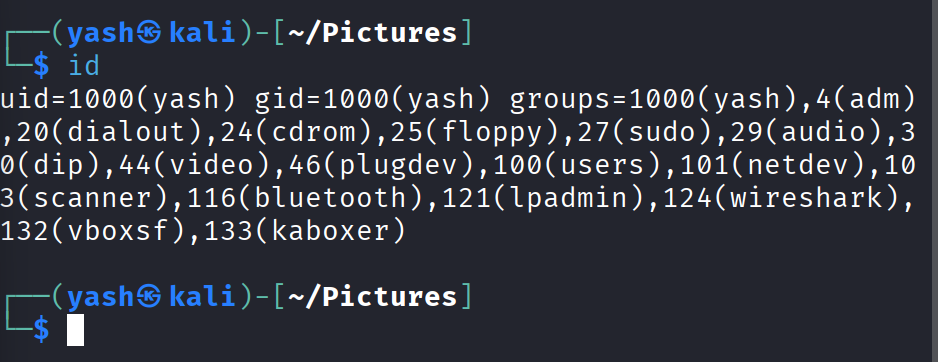 ┌──(yash㉿kali)-[~/Pictures]
└─$ id
uid=1000(yash) gid=1000(yash) groups=1000(yash),4(adm)
,20(dialout),24(cdrom),25(floppy),27(sudo),29(audio),3
0(dip),44(video),46(plugdev),100(users),101(netdev),10
3(scanner),116(bluetooth),121(lpadmin),124(wireshark),
132(vboxsf),133(kaboxer)
┌──(yash㉿kali)-[~/Pictures]
└─$